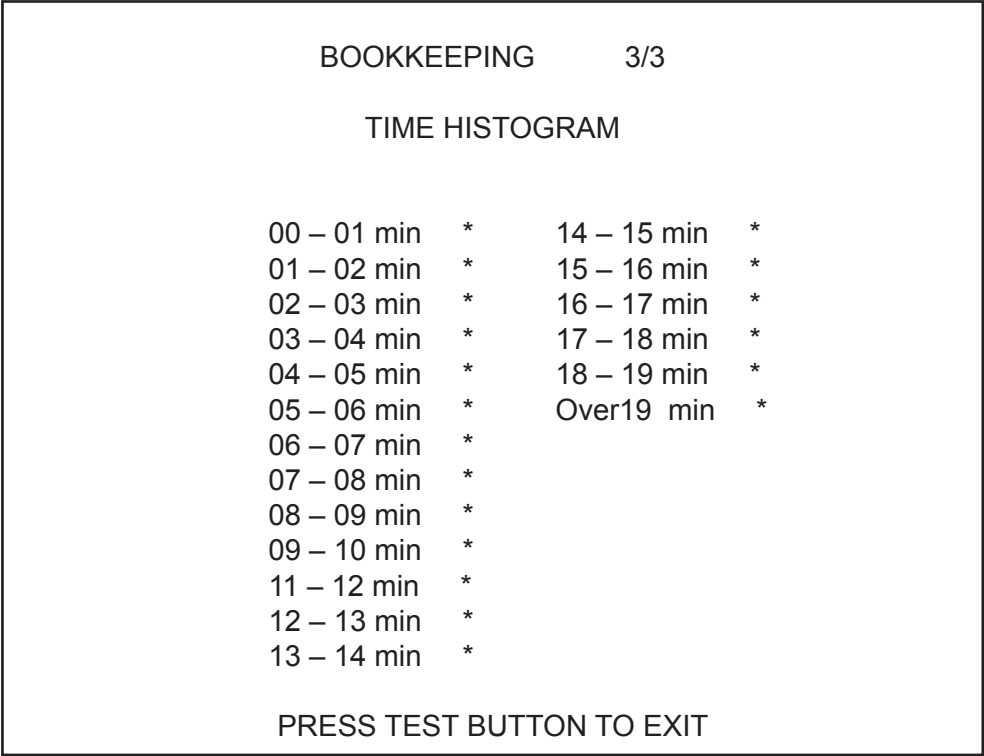 BOOKKEEPING 3/3
TIME HISTOGRAM
00 – 01 min *
01 – 02 min *
02 – 03 min *
03 – 04 min *
04 – 05 min *
05 – 06 min *
06 – 07 min *
07 – 08 min *
08 – 09 min *
09 – 10 min *
11 – 12 min *
12 – 13 min *
13 – 14 min *
14 – 15 min *
15 – 16 min *
16 – 17 min *
17 – 18 min *
18 – 19 min *
Over19 min *
PRESS TEST BUTTON TO EXIT